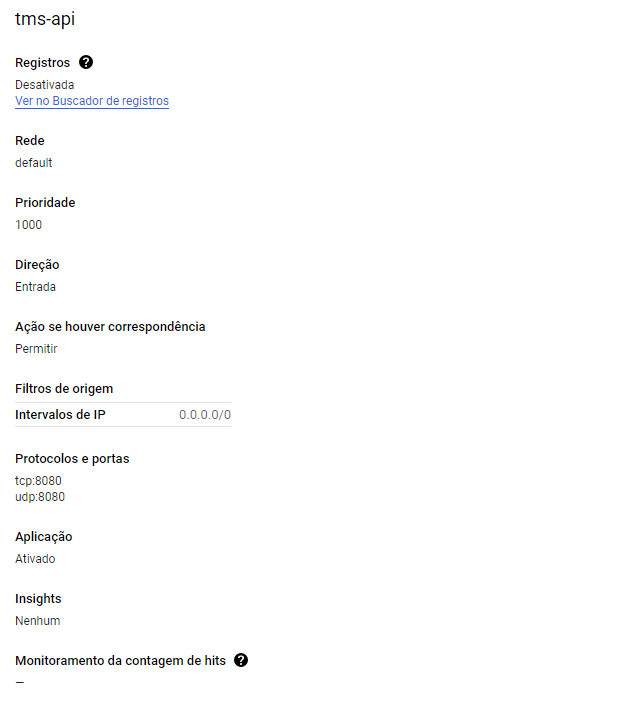 tms-api
Registros
Desativada
Ver no Buscador de registros
Rede
default
Prioridade
1000
Direção
Entrada
Ação se houver correspondência
Permitir
Filtros de origem
Intervalos de IP 0.0.0.0/0
Protocolos e portas
tcp:8080
udp:8080
Aplicação
Ativado
Insights
Nenhum
Monitoramento da contagem de hits
—